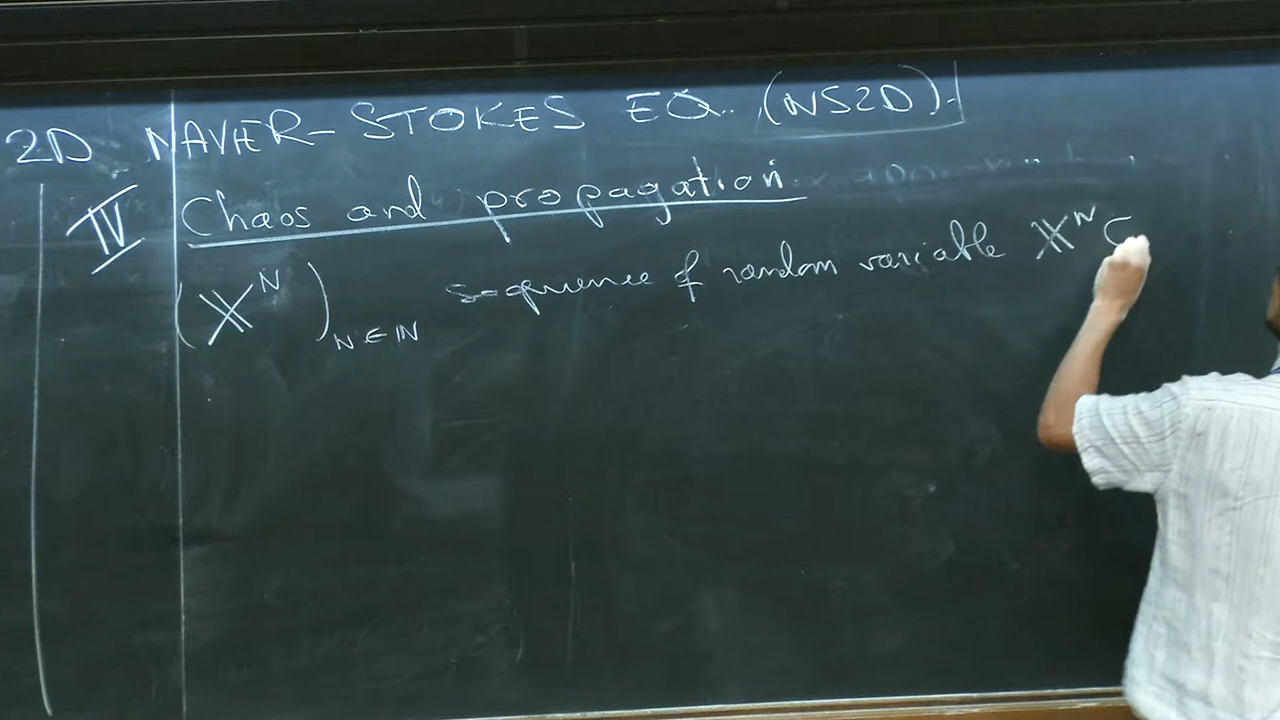 2D NAVIER-STOKES EQ. (NS2D).
IV Chaos and propagation
(𝕏^N)_{N∈ℕ} sequence of random variable 𝕏^N